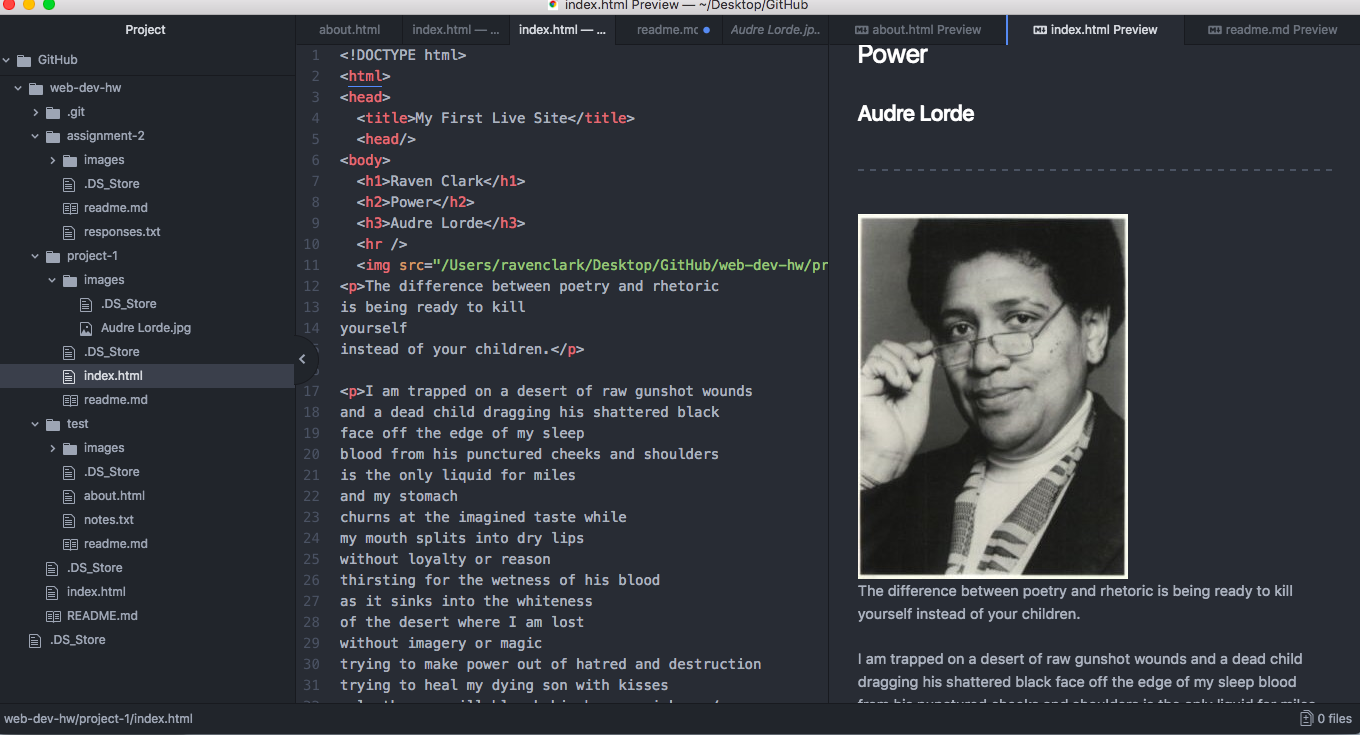 index.html Preview — ~/Desktop/GitHub
Project
GitHub
web-dev-hw
.git
assignment-2
images
.DS_Store
readme.md
responses.txt
project-1
images
.DS_Store
Audre Lorde.jpg
.DS_Store
index.html
readme.md
test
images
.DS_Store
about.html
notes.txt
readme.md
.DS_Store
index.html
README.md
.DS_Store
about.html
index.html — ...
index.html — ...
readme.mc
Audre Lorde.jp..
1 <!DOCTYPE html>
2 <html>
3 <head>
4 <title>My First Live Site</title>
5 <head/>
6 <body>
7 <h1>Raven Clark</h1>
8 <h2>Power</h2>
9 <h3>Audre Lorde</h3>
10 <hr />
11 <img src="/Users/ravenclark/Desktop/GitHub/web-dev-hw/pr
12 <p>The difference between poetry and rhetoric
13 is being ready to kill
14 yourself
instead of your children.</p>
17 <p>I am trapped on a desert of raw gunshot wounds
18 and a dead child dragging his shattered black
19 face off the edge of my sleep
20 blood from his punctured cheeks and shoulders
21 is the only liquid for miles
22 and my stomach
23 churns at the imagined taste while
24 my mouth splits into dry lips
25 without loyalty or reason
26 thirsting for the wetness of his blood
27 as it sinks into the whiteness
28 of the desert where I am lost
29 without imagery or magic
30 trying to make power out of hatred and destruction
31 trying to heal my dying son with kisses
about.html Preview
index.html Preview
readme.md Preview
Power
Audre Lorde
The difference between poetry and rhetoric is being ready to kill
yourself instead of your children.
I am trapped on a desert of raw gunshot wounds and a dead child
dragging his shattered black face off the edge of my sleep blood
from his punctured cheeks and shoulders is the only liquid for miles
web-dev-hw/project-1/index.html
0 files